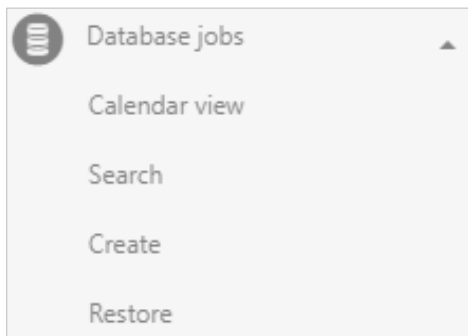 Database jobs
Calendar view
Search
Create
Restore